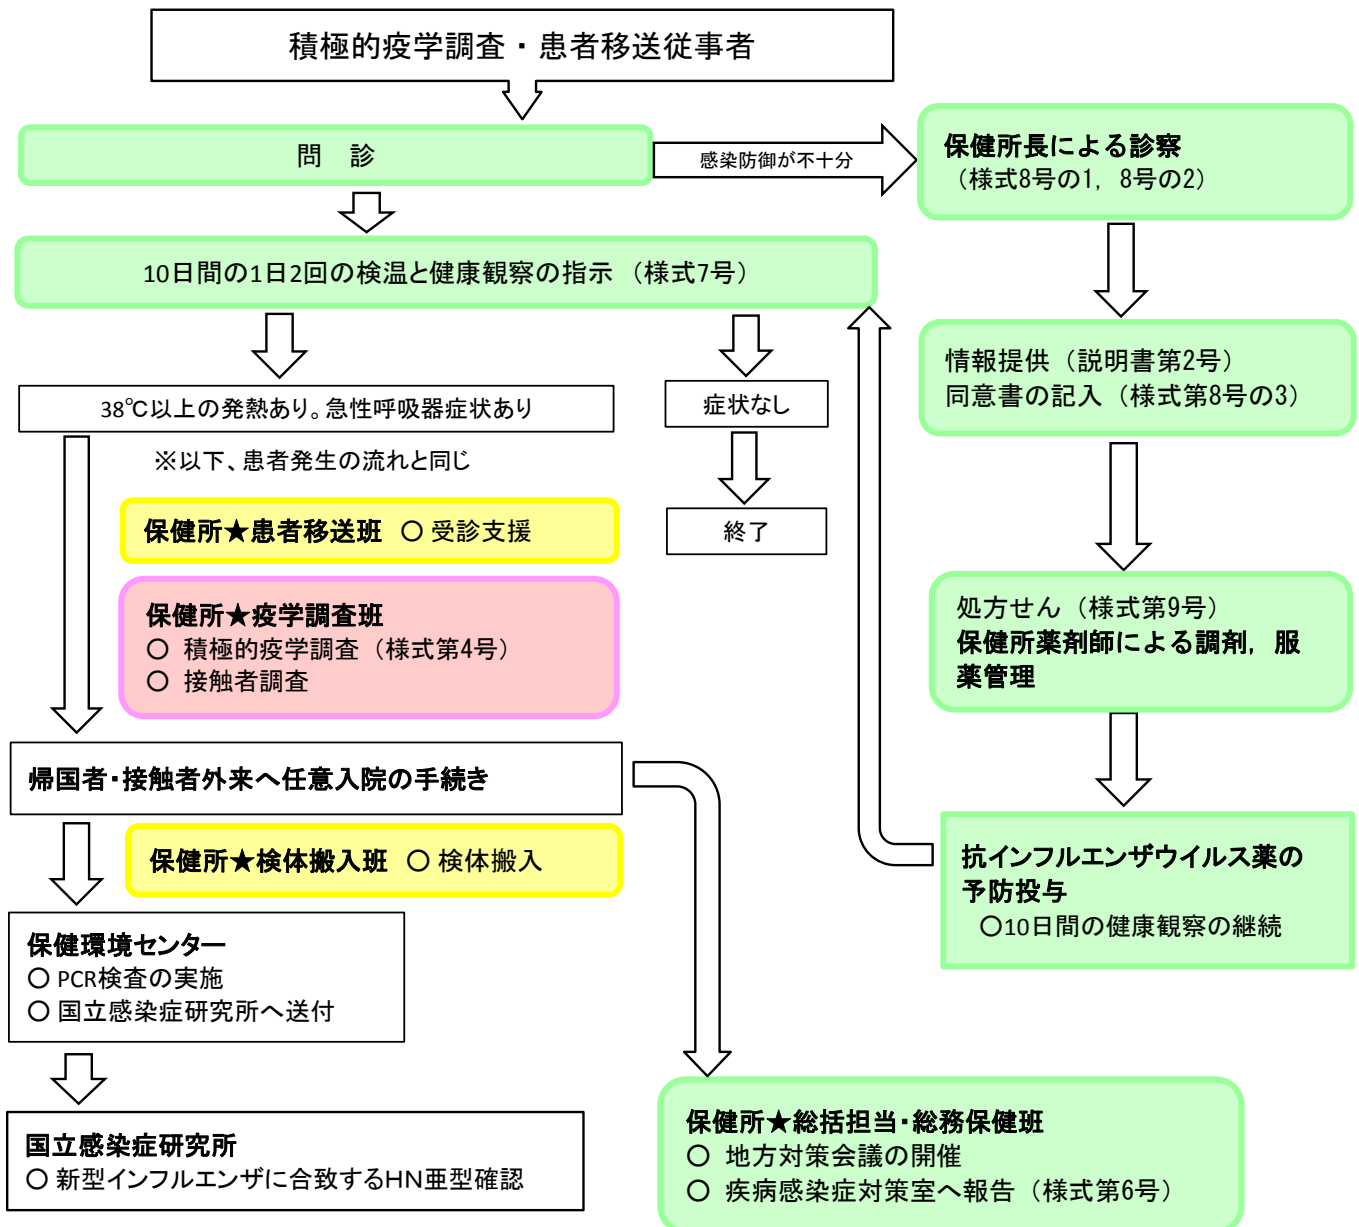 積極的疫学調査・患者移送従事者
問　診
感染防御が不十分
保健所長による診察
（様式8号の1，8号の2）
10日間の1日2回の検温と健康観察の指示（様式7号）
情報提供（説明書第2号）
同意書の記入（様式第8号の3）
38℃以上の発熱あり。急性呼吸器症状あり
症状なし
※以下、患者発生の流れと同じ
保健所★患者移送班　○ 受診支援
終了
保健所★疫学調査班
○ 積極的疫学調査（様式第4号）
○ 接触者調査
処方せん（様式第9号）
保健所薬剤師による調剤，服
薬管理
帰国者・接触者外来へ任意入院の手続き
保健所★検体搬入班　○ 検体搬入
抗インフルエンザウイルス薬の
予防投与
○10日間の健康観察の継続
保健環境センター
○ PCR検査の実施
○ 国立感染症研究所へ送付
国立感染症研究所
○ 新型インフルエンザに合致するHN亜型確認
保健所★総括担当・総務保健班
○ 地方対策会議の開催
○ 疾病感染症対策室へ報告（様式第6号）